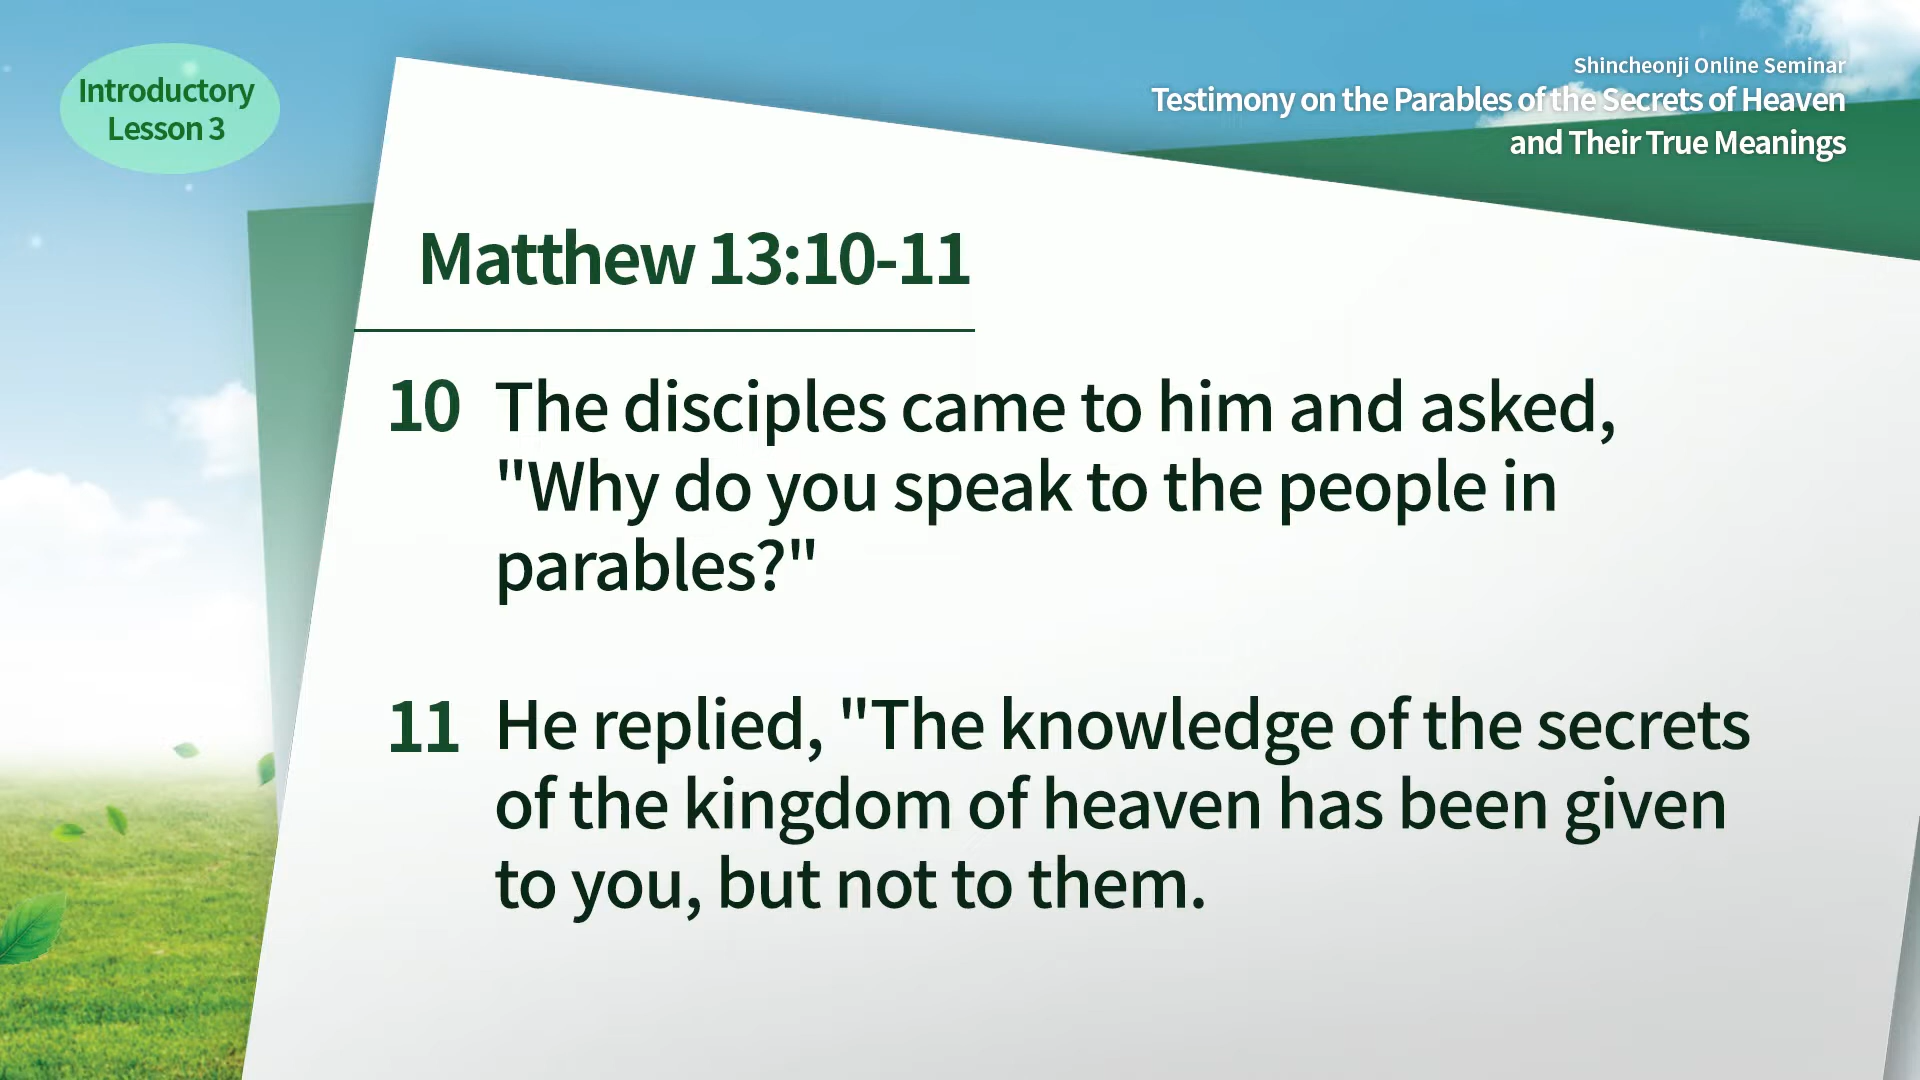 Introductory
Lesson 3
Shincheonji Online Seminar
Testimony on the Parables of the Secrets of Heaven
and Their True Meanings
Matthew 13:10-11
10 The disciples came to him and asked,
"Why do you speak to the people in
parables?"
11 He replied, "The knowledge of the secrets
of the kingdom of heaven has been given
to you, but not to them.